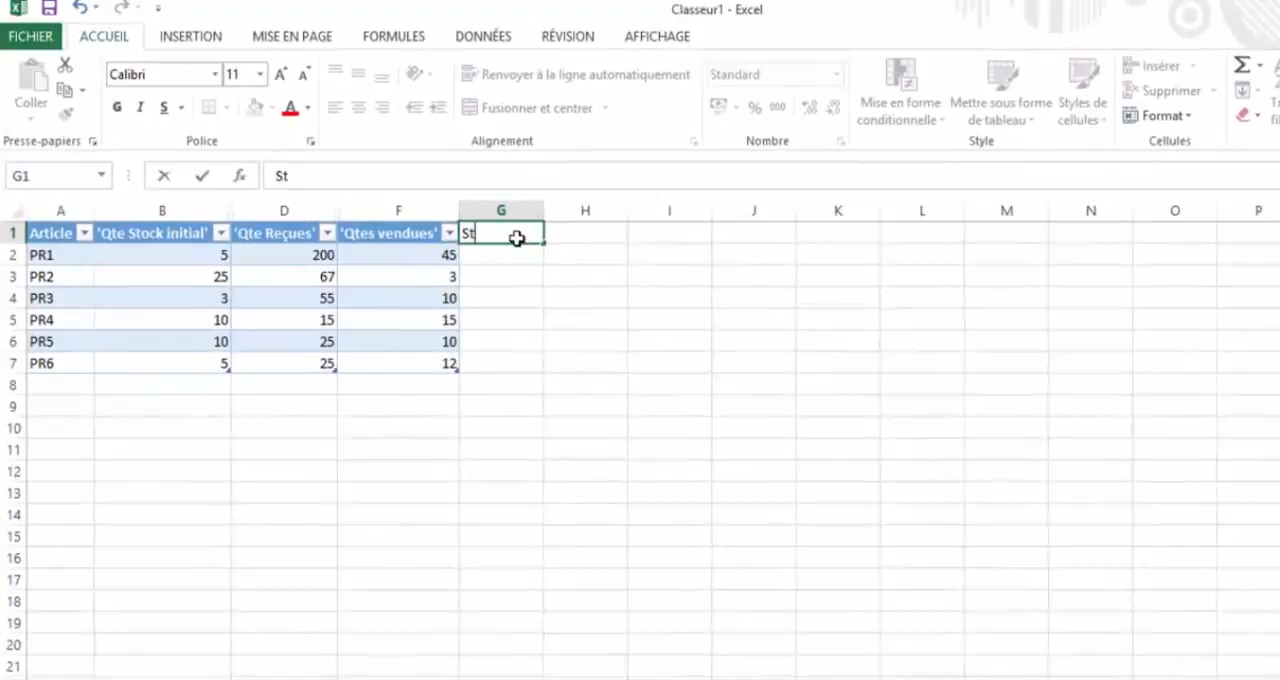 Classeur1 - Excel
FICHIER ACCUEIL INSERTION MISE EN PAGE FORMULES DONNÉES RÉVISION AFFICHAGE
Calibri 11 A A Renvoyer à la ligne automatiquement Standard Insérer Σ
Coller Mise en forme Mettre sous forme Styles de Supprimer
G I S A Fusionner et centrer % 000 conditionnelle de tableau cellules Format
Presse-papiers Police Alignement Nombre Style Cellules
G1 fx St
A B D F G H I J K L M N O P
1 Article 'Qte Stock initial' 'Qte Reçues' 'Qtes vendues' St
2 PR1 5 200 45
3 PR2 25 67 3
4 PR3 3 55 10
5 PR4 10 15 15
6 PR5 10 25 10
7 PR6 5 25 12
8
9
10
11
12
13
14
15
16
17
18
19
20
21